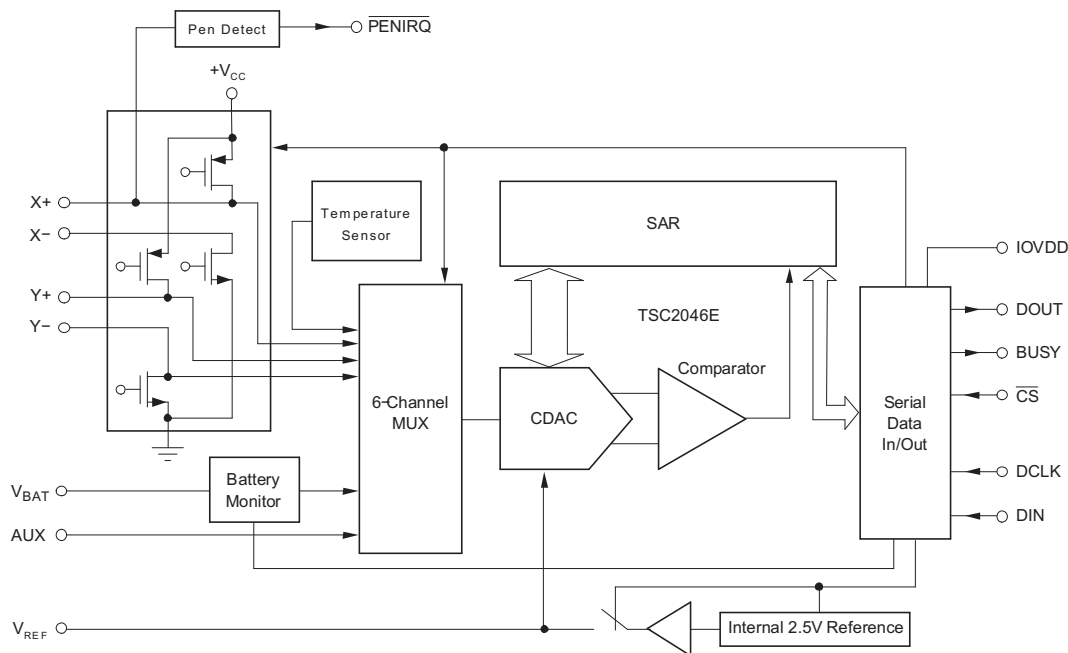 Pen Detect
PENIRQ
+VCC
X+
X−
Y+
Y−
Temperature
Sensor
SAR
IOVDD
DOUT
BUSY
CS
DCLK
DIN
TSC2046E
Comparator
6−Channel
MUX
CDAC
Serial
Data
In/Out
VBAT
Battery
Monitor
AUX
VREF
Internal 2.5V Reference